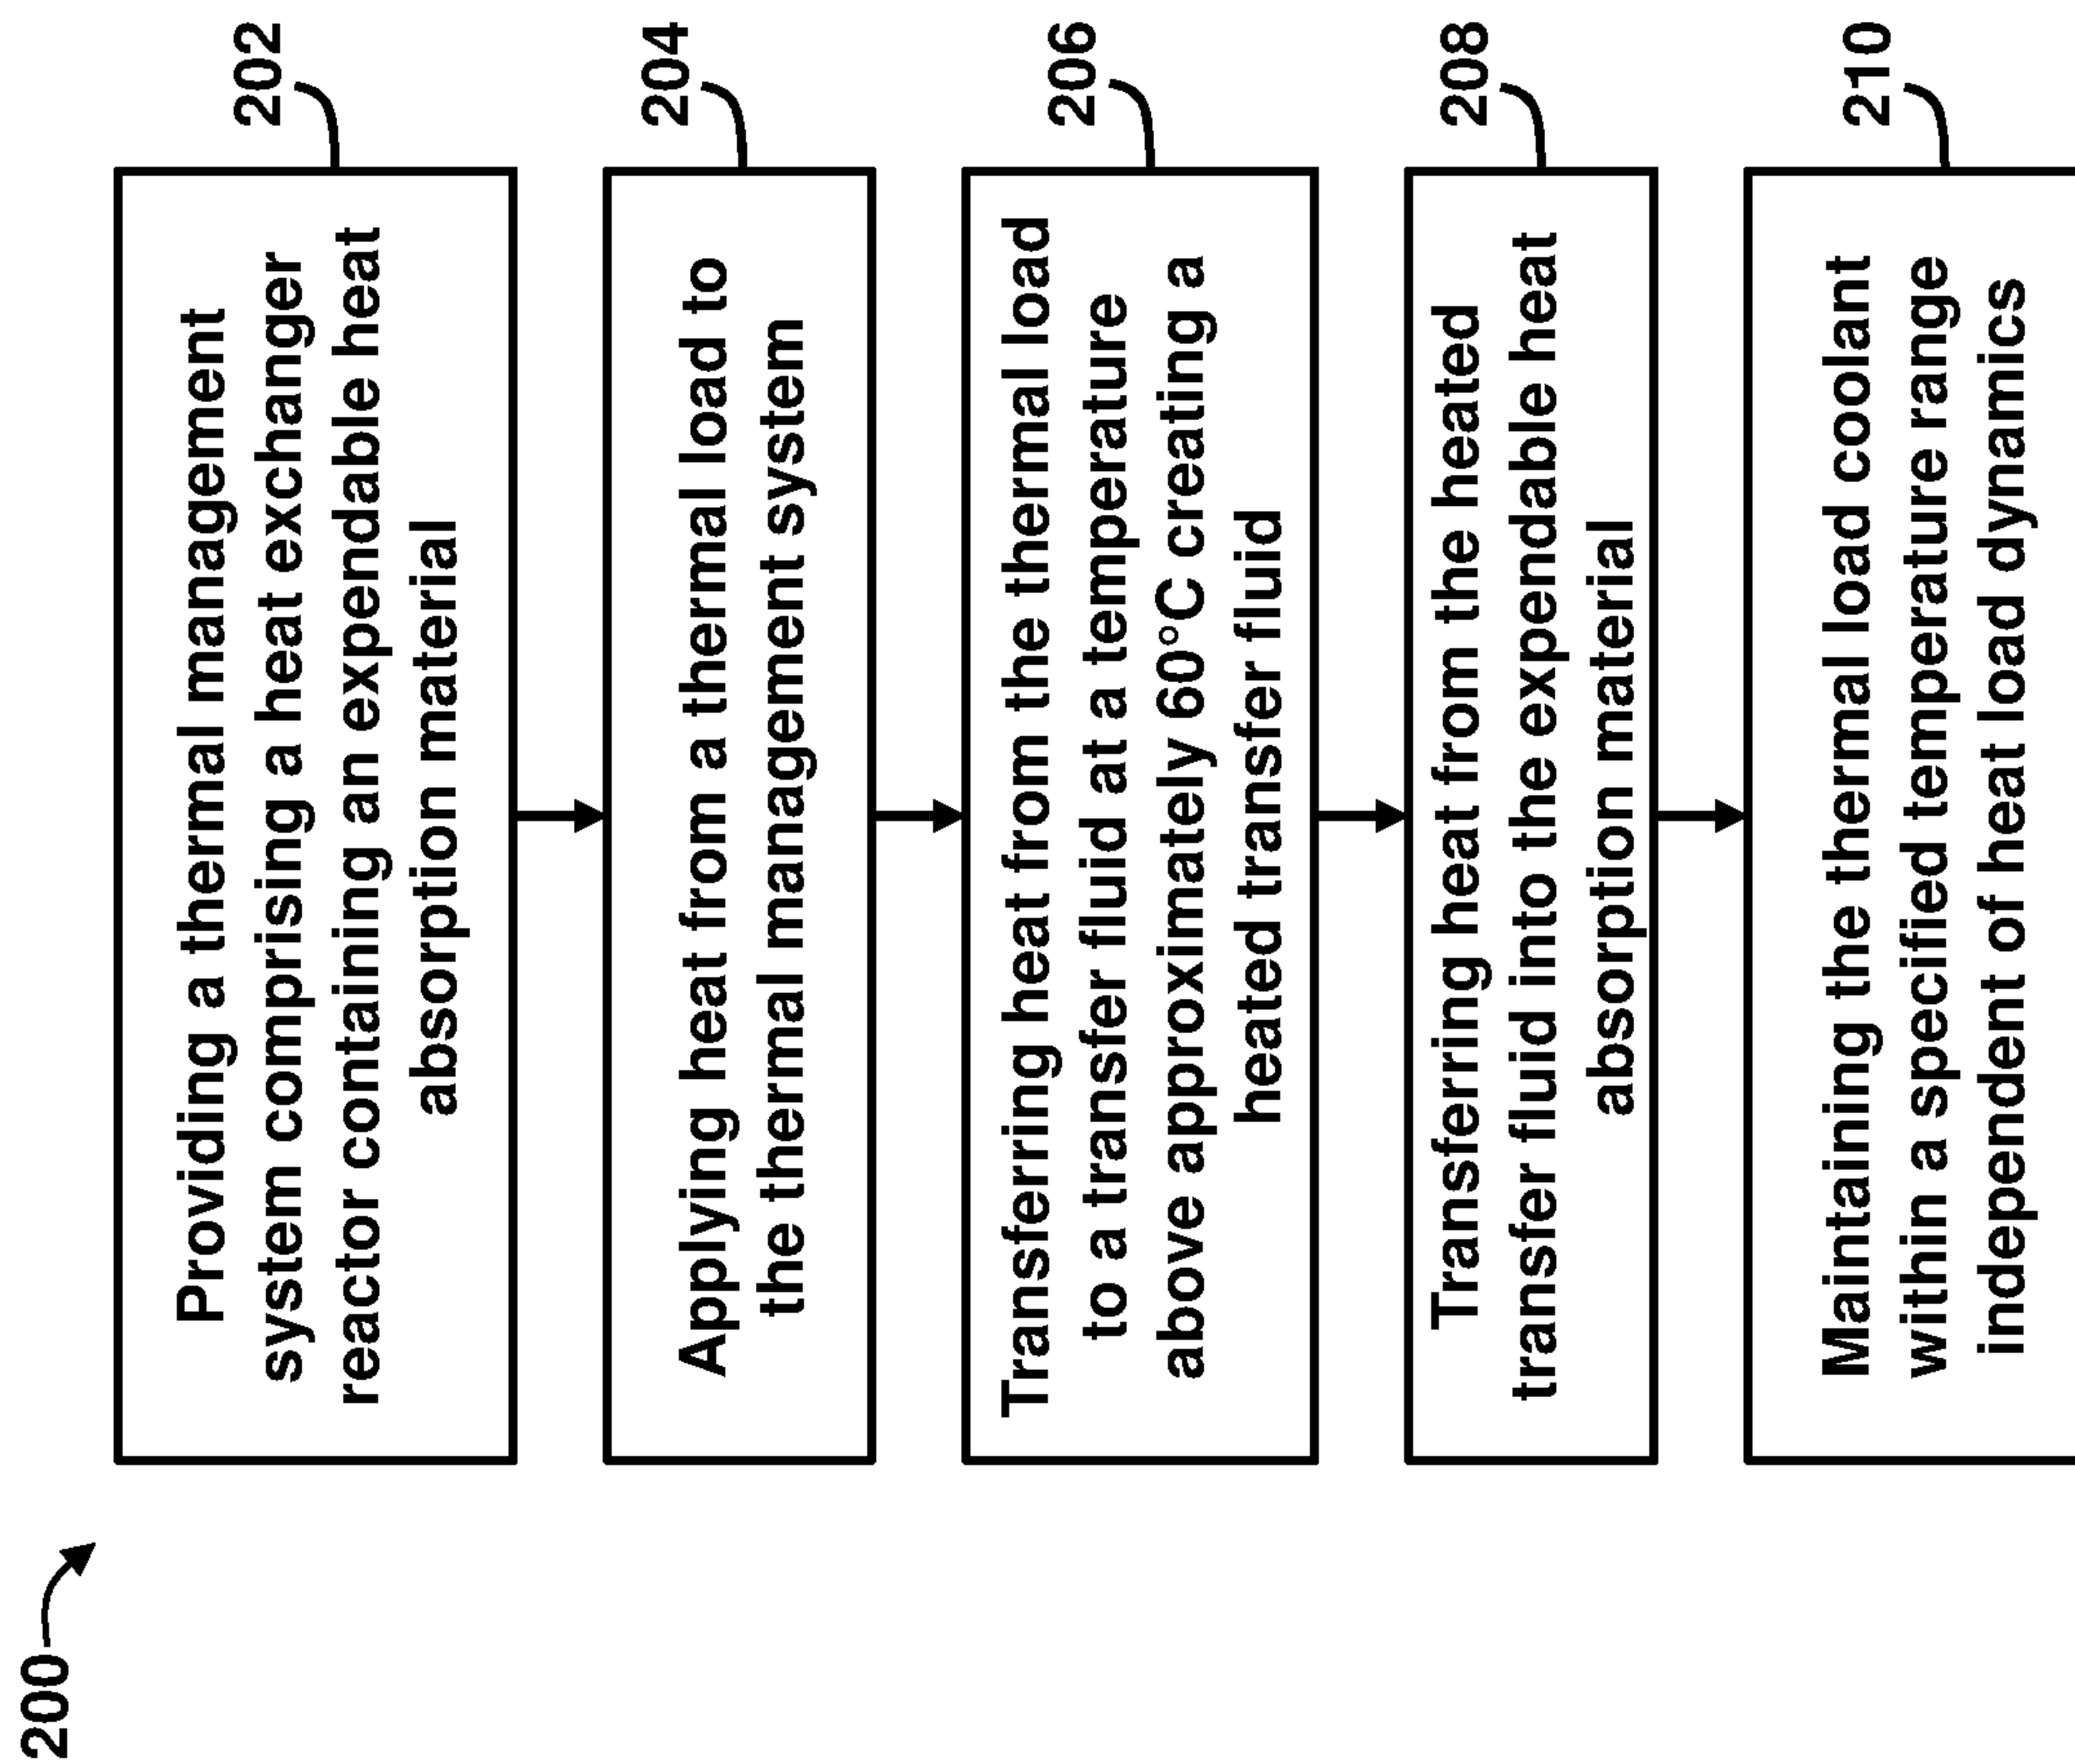 200
202
Providing a thermal management
system comprising a heat exchanger
reactor containing an expendable heat
absorption material
204
Applying heat from a thermal load to
the thermal management system
206
Transferring heat from the thermal load
to a transfer fluid at a temperature
above approximately 60°C creating a
heated transfer fluid
208
Transferring heat from the heated
transfer fluid into the expendable heat
absorption material
210
Maintaining the thermal load coolant
within a specified temperature range
independent of heat load dynamics